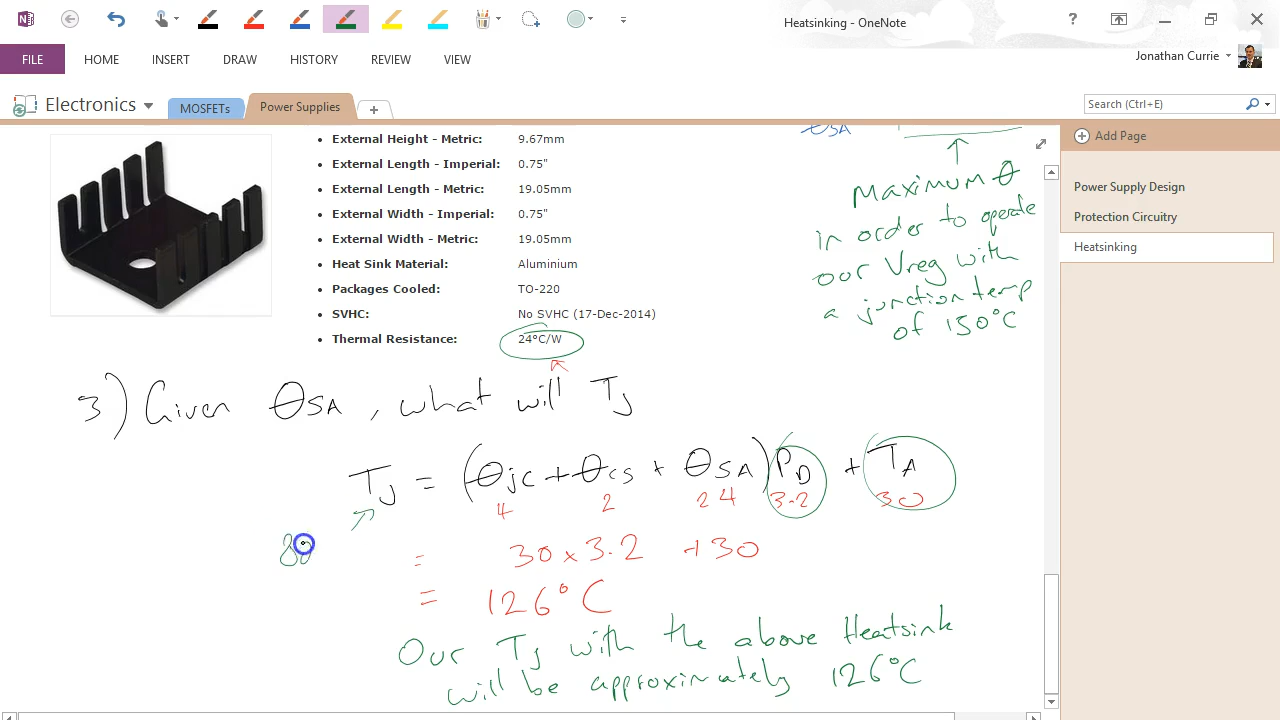 Heatsinking - OneNote
?
FILE HOME INSERT DRAW HISTORY REVIEW VIEW
Jonathan Currie
Electronics MOSFETs Power Supplies +
Search (Ctrl+E)
Add Page
Power Supply Design
Protection Circuitry
Heatsinking
External Height - Metric: 9.67mm
External Length - Imperial: 0.75"
External Length - Metric: 19.05mm
External Width - Imperial: 0.75"
External Width - Metric: 19.05mm
Heat Sink Material: Aluminium
Packages Cooled: TO-220
SVHC: No SVHC (17-Dec-2014)
Thermal Resistance: 24°C/W
θSA
Maximum θ
in order to operate
our Vreg with
a junction temp
of 150°C
3) Given θSA, what will Tj
Tj = (θjc + θcs + θSA) PD + TA
4 2 24 3.2 30
80
= 30 x 3.2 + 30
= 126°C
Our Tj with the above Heatsink
will be approximately 126°C